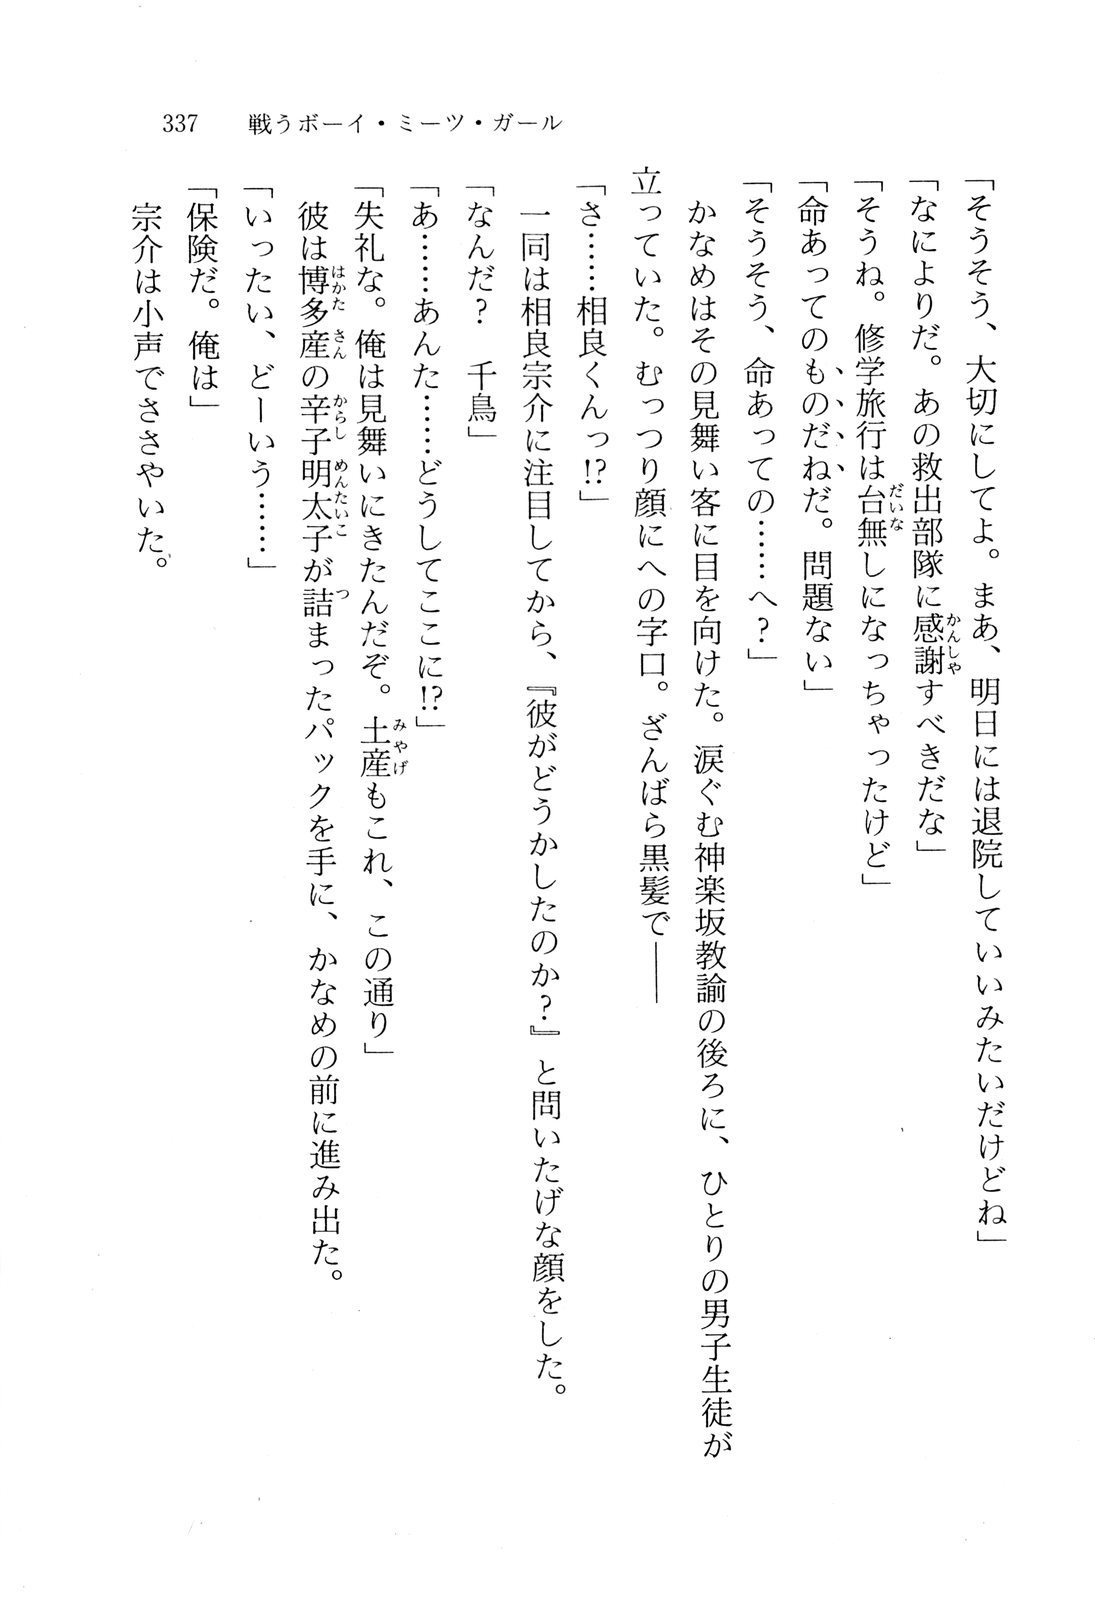 337　戦うボーイ・ミーツ・ガール
「そうそう、大切にしてよ。まあ、明日には退院していいみたいだけどね」
「なによりだ。あの救出部隊に感謝すべきだな」
「そうね。修学旅行は台無しになっちゃったけど」
「命あってのものだねだ。問題ない」
「そうそう、命あっての……へ？」
　かなめはその見舞い客に目を向けた。涙ぐむ神楽坂教諭の後ろに、ひとりの男子生徒が
立っていた。むっつり顔にへの字口。ざんばら黒髪で――
「さ……相良くんっ!?」
　一同は相良宗介に注目してから、『彼がどうかしたのか？』と問いたげな顔をした。
「なんだ？　千鳥」
「あ……あんた……どうしてここに!?」
「失礼な。俺は見舞いにきたんだぞ。土産もこれ、この通り」
　彼は博多産の辛子明太子が詰まったパックを手に、かなめの前に進み出た。
「いったい、どーいう……」
「保険だ。俺は」
　宗介は小声でささやいた。